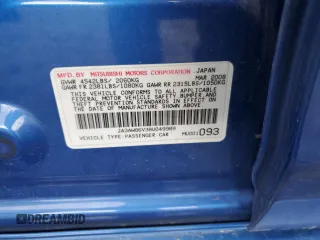 MFD. BY MITSUBISHI MOTORS CORPORATION JAPAN
GVWR 4542LBS/ 2060KG MAR 2008
GAWR FR 2381LBS/1080KG GAWR RR 2315LBS/1050KG
THIS VEHICLE CONFORMS TO ALL APPLICABLE
FEDERAL MOTOR VEHICLE SAFETY, BUMPER, AND
THEFT PREVENTION STANDARDS IN EFFECT ON
THE DATE OF MANUFACTURE SHOWN ABOVE.
VEHICLE TYPE-PASSENGER CAR
093
DREAMBID